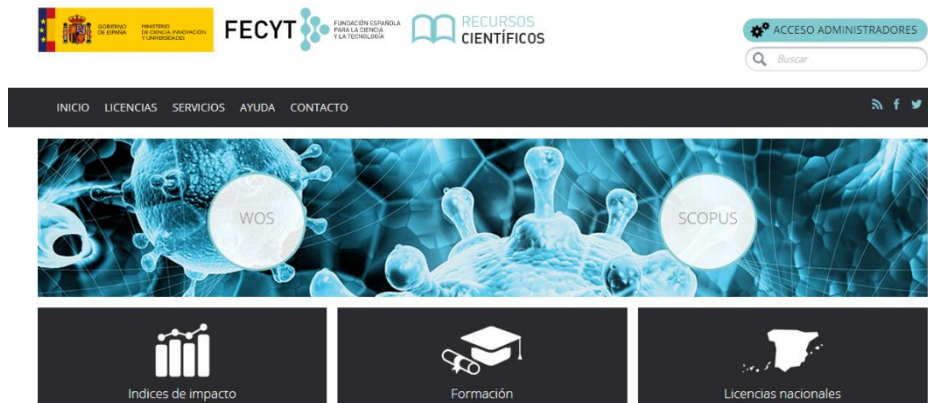 GOBIERNO
DE ESPAÑA
MINISTERIO
DE CIENCIA, INNOVACIÓN
Y UNIVERSIDADES
FECYT
FUNDACIÓN ESPAÑOLA
PARA LA CIENCIA
Y LA TECNOLOGÍA
RECURSOS
CIENTÍFICOS
ACCESO ADMINISTRADORES
Buscar
INICIO LICENCIAS SERVICIOS AYUDA CONTACTO
WOS
SCOPUS
Indices de impacto
Formación
Licencias nacionales